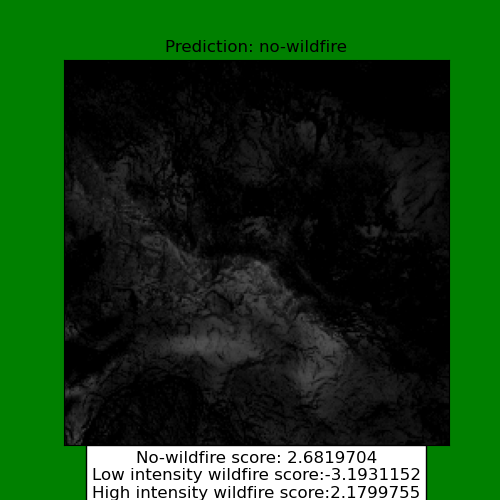 Prediction: no-wildfire
No-wildfire score: 2.6819704
Low intensity wildfire score:-3.1931152
High intensity wildfire score:2.1799755